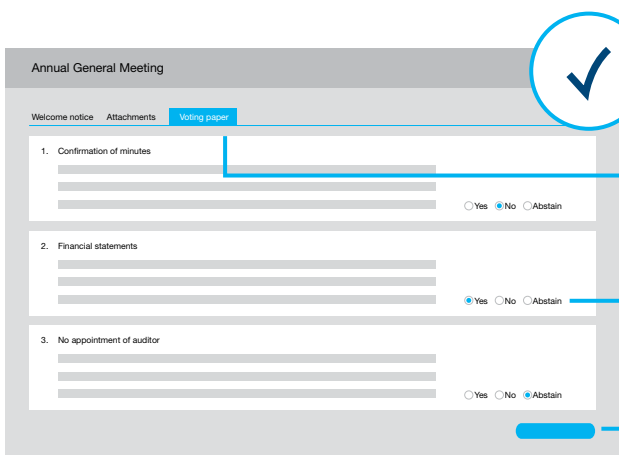 Annual General Meeting
Welcome notice Attachments Voting paper
1. Confirmation of minutes
Yes No Abstain
2. Financial statements
Yes No Abstain
3. No appointment of auditor
Yes No Abstain